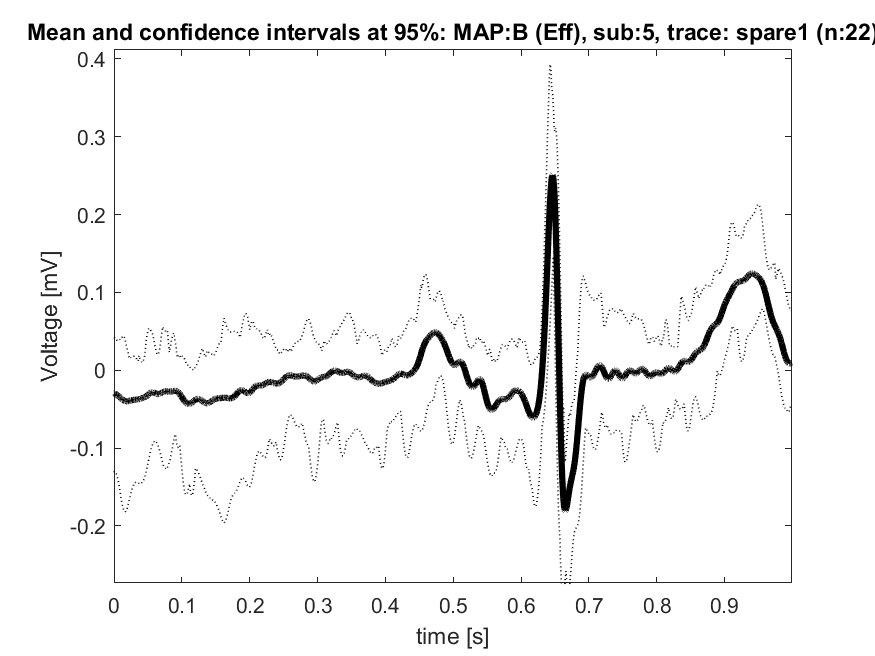 Mean and confidence intervals at 95%: MAP:B (Eff), sub:5, trace: spare1 (n:22)
0.4
0.3
0.2
0.1
0
-0.1
-0.2
Voltage [mV]
0 0.1 0.2 0.3 0.4 0.5 0.6 0.7 0.8 0.9
time [s]